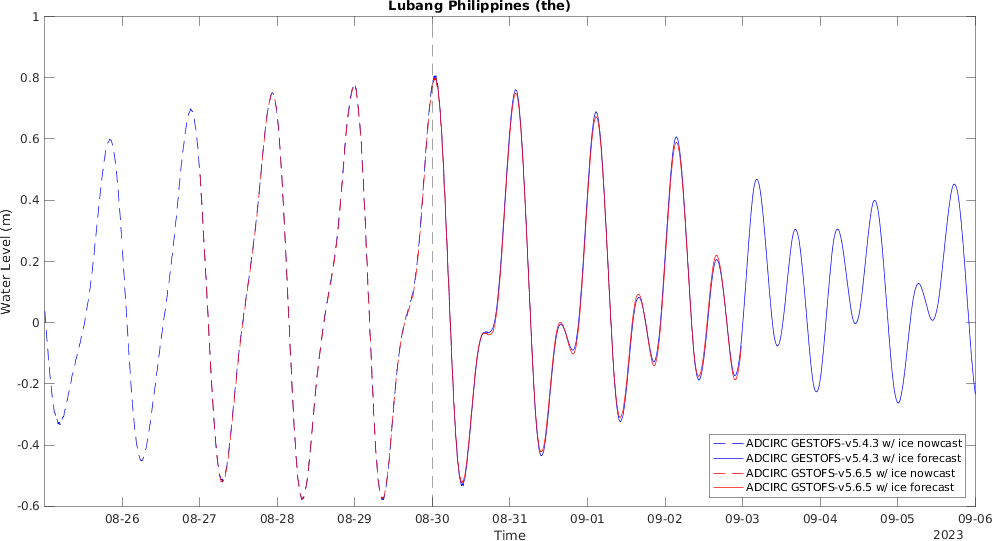 Lubang Philippines (the)
Water Level (m)
1
0.8
0.6
0.4
0.2
0
-0.2
-0.4
-0.6
ADCIRC GESTOFS-v5.4.3 w/ ice nowcast
ADCIRC GESTOFS-v5.4.3 w/ ice forecast
ADCIRC GSTOFS-v5.6.5 w/ ice nowcast
ADCIRC GSTOFS-v5.6.5 w/ ice forecast
08-26 08-27 08-28 08-29 08-30 08-31 09-01 09-02 09-03 09-04 09-05 09-06
Time
2023